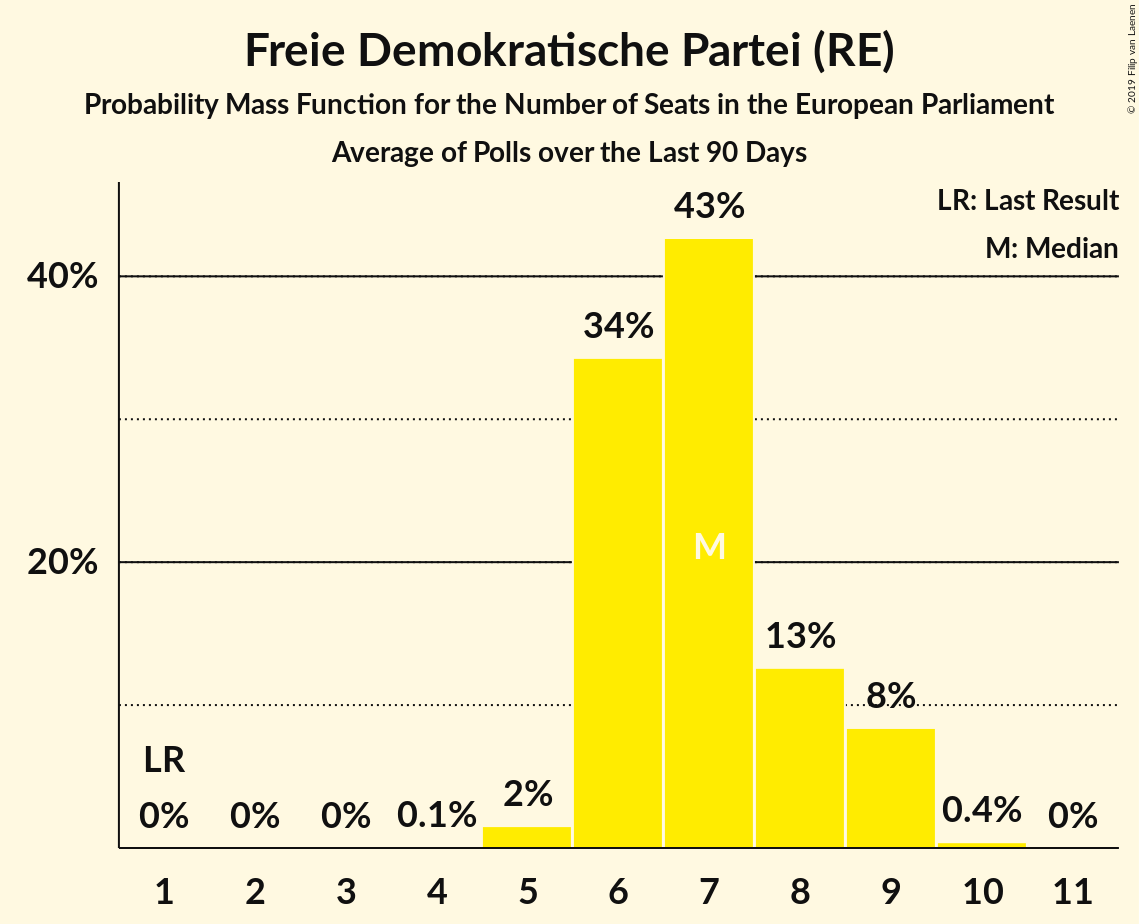 Freie Demokratische Partei (RE)
Probability Mass Function for the Number of Seats in the European Parliament
Average of Polls over the Last 90 Days
© 2019 Filip van Laenen
LR: Last Result
M: Median
40%
20%
LR
0%
0%
0%
0.1%
2%
34%
43%
M
13%
8%
0.4%
0%
1 2 3 4 5 6 7 8 9 10 11